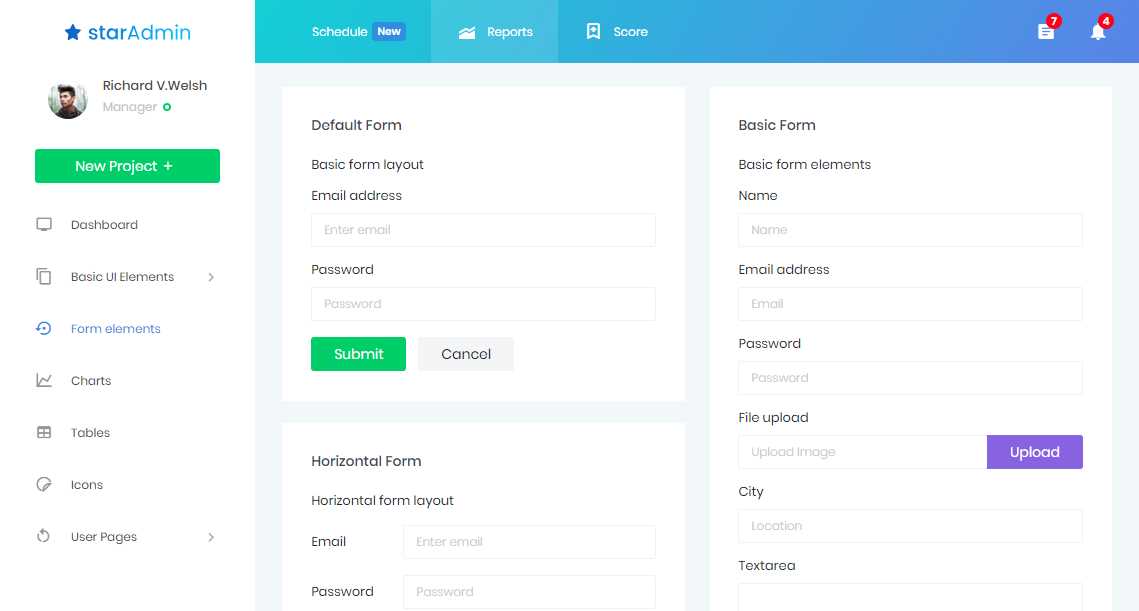 starAdmin
Schedule New
Reports
Score
7
4
Richard V.Welsh
Manager
New Project +
Dashboard
Basic UI Elements
Form elements
Charts
Tables
Icons
User Pages
Default Form
Basic form layout
Email address
Enter email
Password
Password
Submit
Cancel
Horizontal Form
Horizontal form layout
Email
Enter email
Password
Password
Basic Form
Basic form elements
Name
Name
Email address
Email
Password
Password
File upload
Upload Image
Upload
City
Location
Textarea